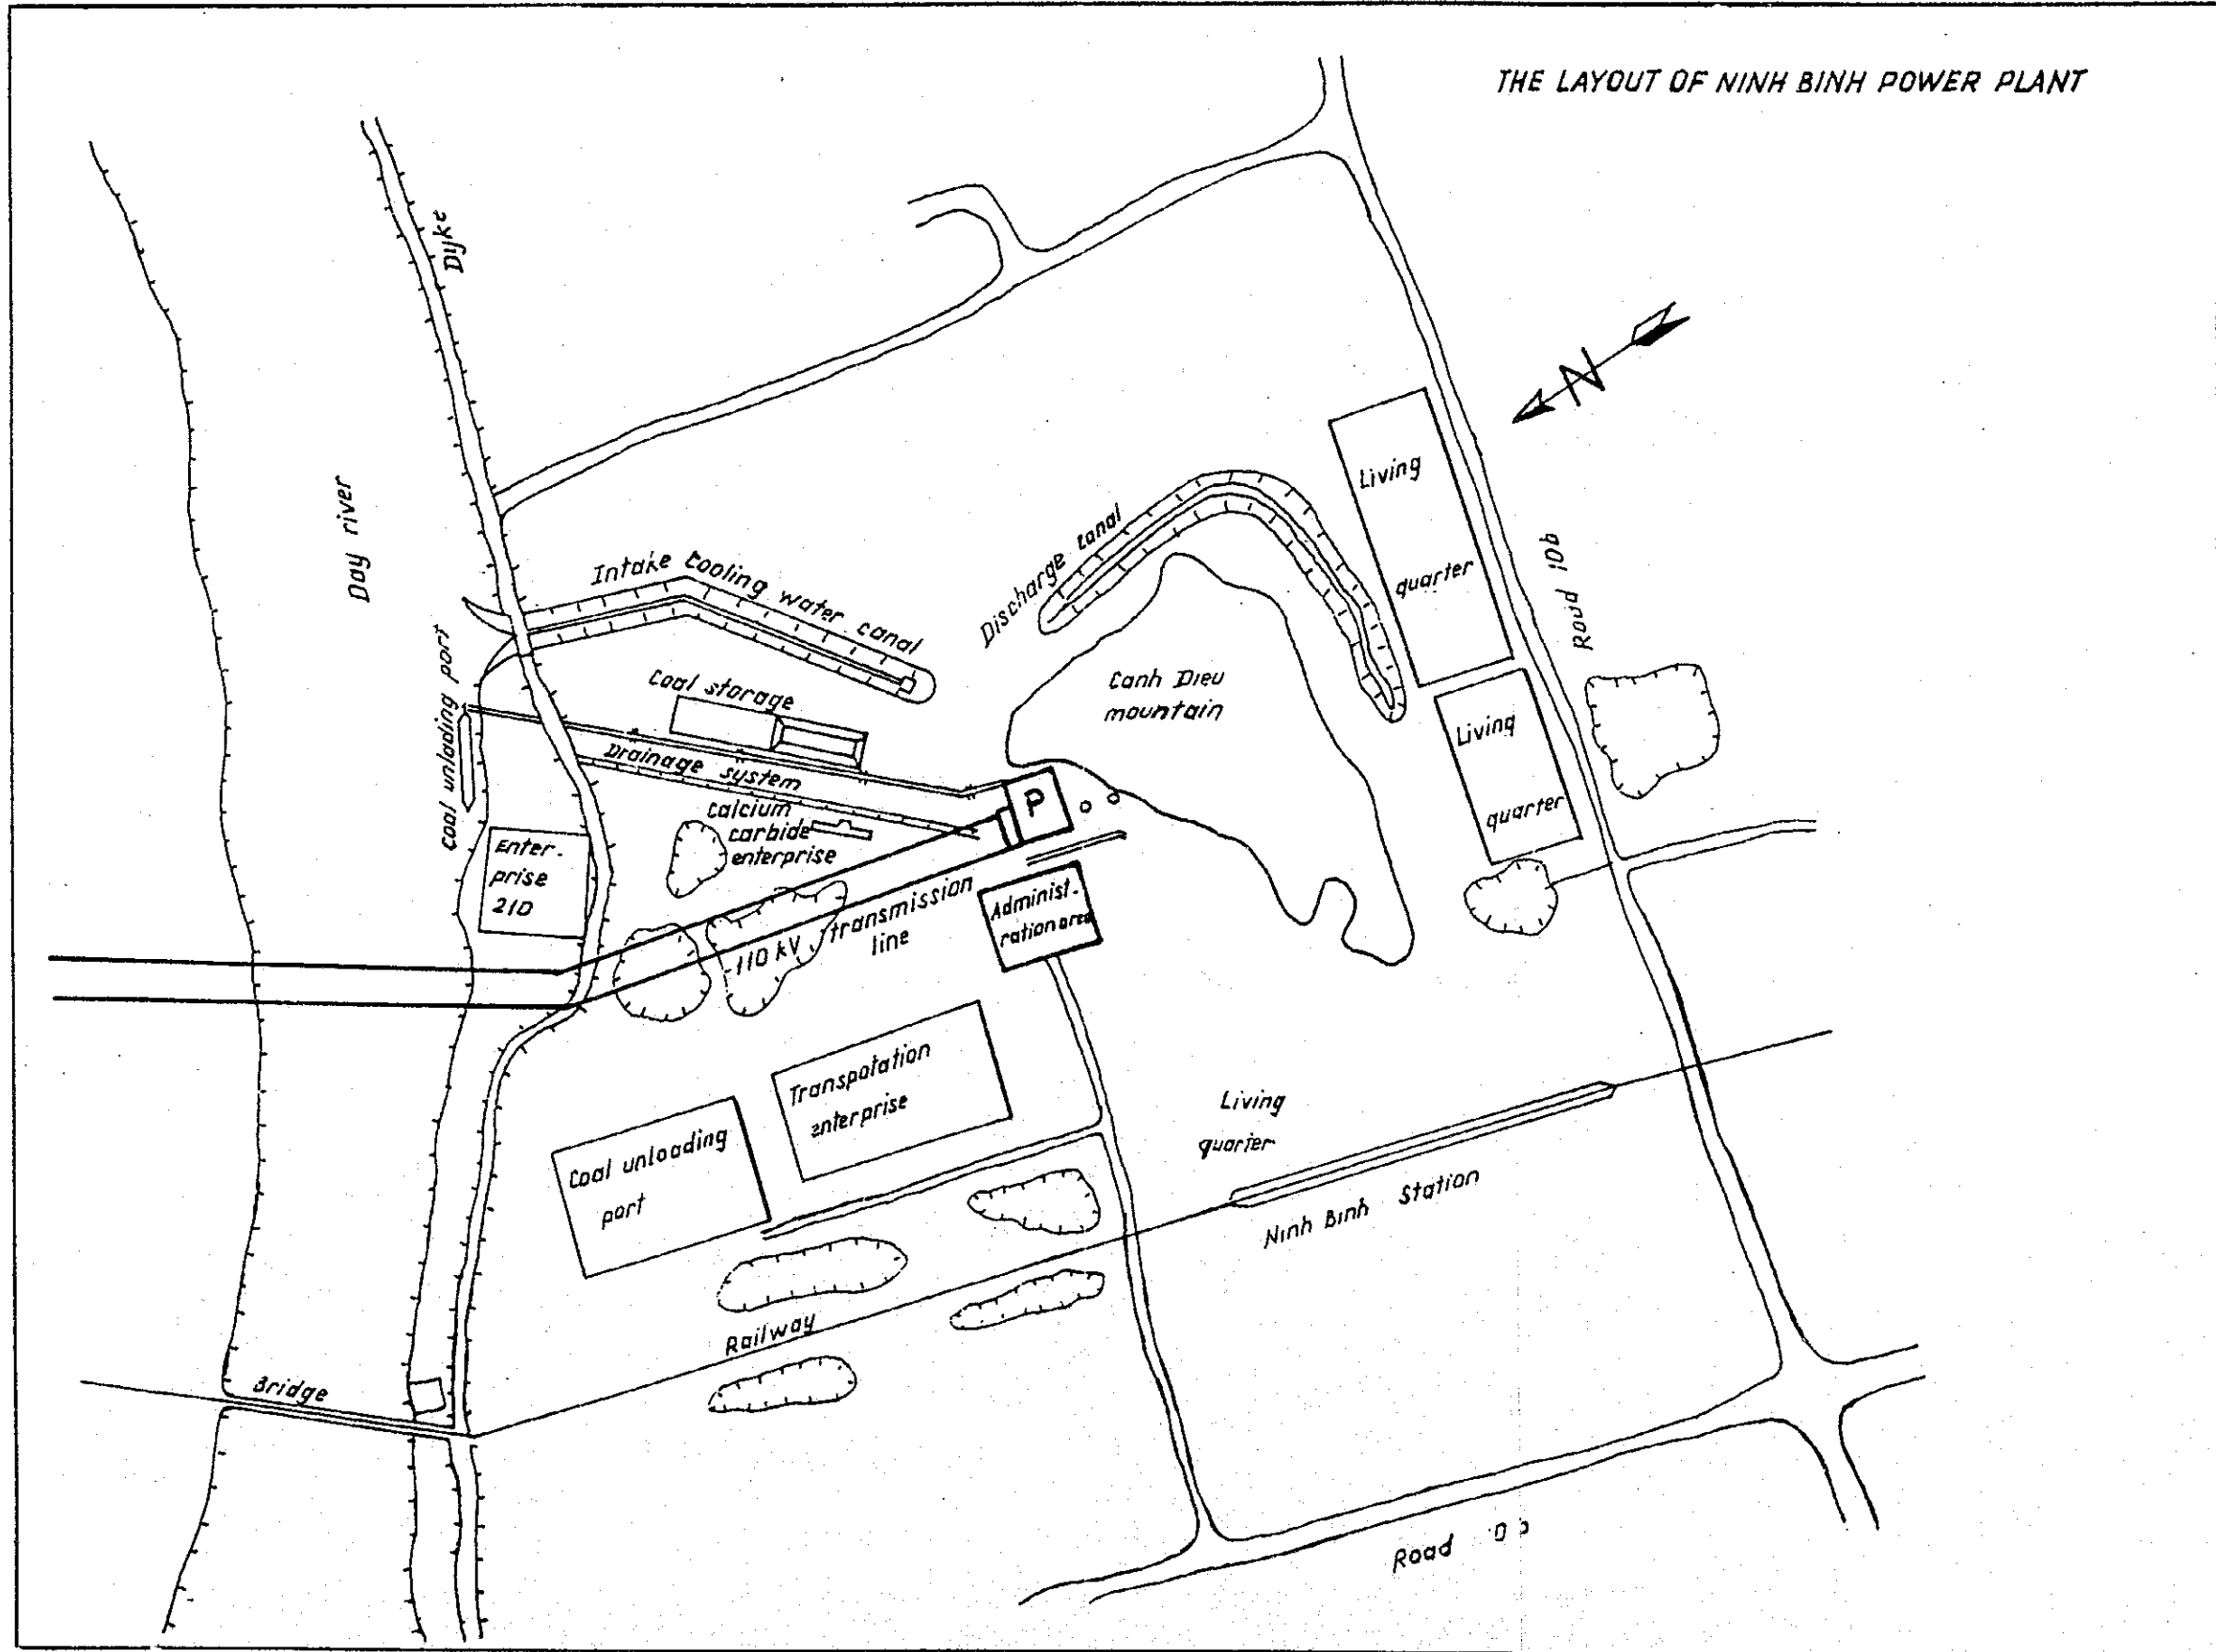 THE LAYOUT OF NINH BINH POWER PLANT
Dyke
Day river
N
Living
quarter
Road 10b
Intake cooling water canal
Discharge canal
Canh Dieu
mountain
Coal storage
coal unlading port
Drainage system
Living
quarter
P
calcium
carbide
enterprise
Enter-
prise
210
Administ-
ration area
110 kV transmission
line
Transpotation
enterprise
Coal unloading
port
Living
quarter
Ninh Binh Station
Railway
Bridge
Road